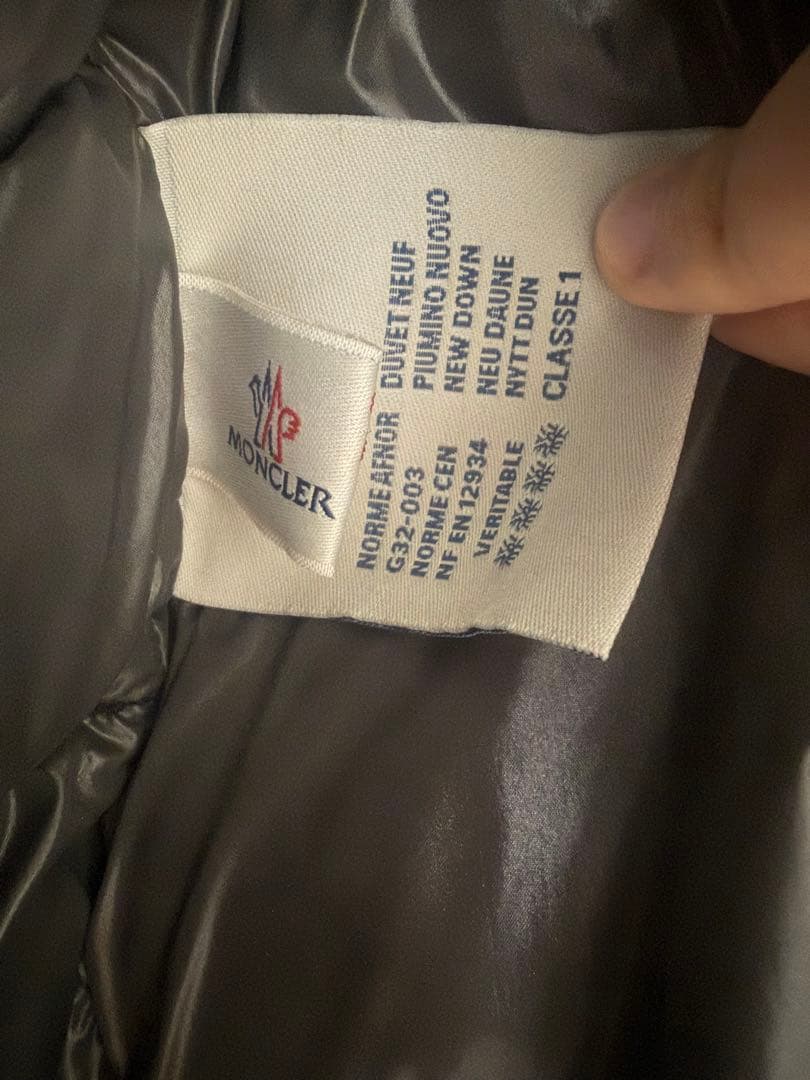 MONCLER
NORME AFNOR DUVET NEUF
G32-003 PIUMINO NUOVO
NORME CEN NEW DOWN
NF EN 12934 NEU DAUNE
VERITABLE NYTT DUN
CLASSE 1